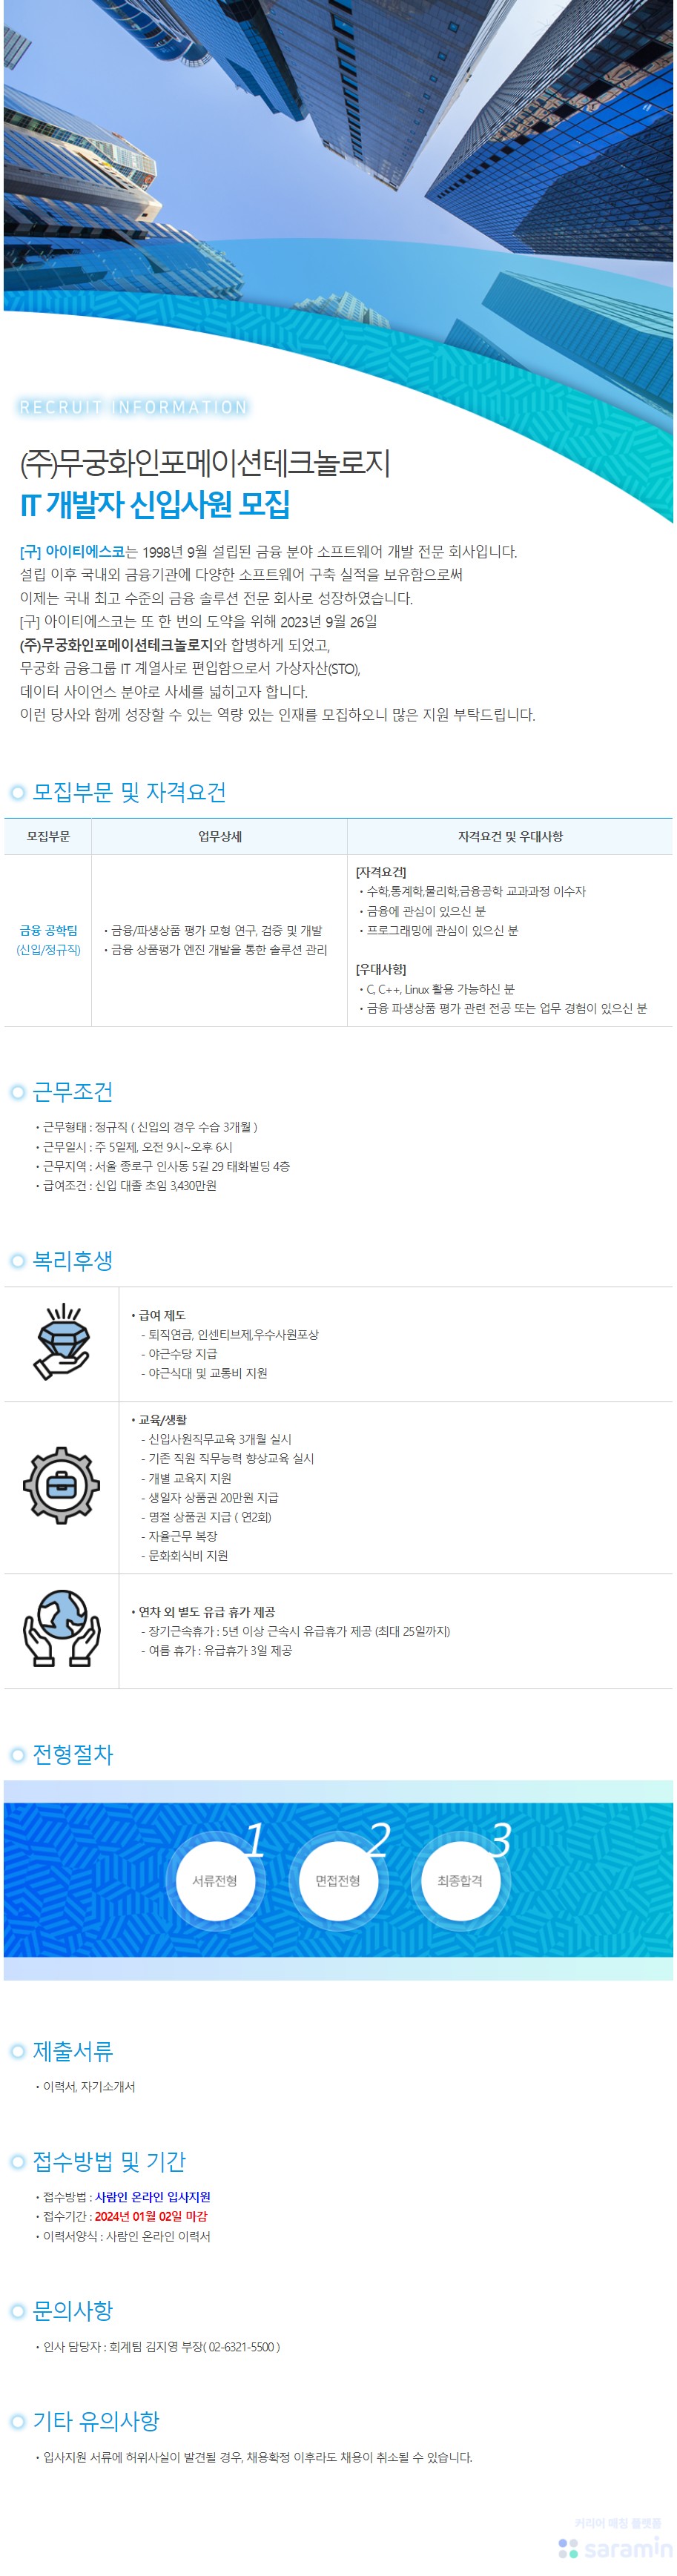 RECRUIT INFORMATION
(주)무궁화인포메이션테크놀로지
IT 개발자 신입사원 모집
[구] 아이티에스코는 1998년 9월 설립된 금융 분야 소프트웨어 개발 전문 회사입니다.
설립 이후 국내외 금융기관에 다양한 소프트웨어 구축 실적을 보유함으로써
이제는 국내 최고 수준의 금융 솔루션 전문 회사로 성장하였습니다.
[구] 아이티에스코는 또 한 번의 도약을 위해 2023년 9월 26일
(주)무궁화인포메이션테크놀로지와 합병하게 되었고,
무궁화 금융그룹 IT 계열사로 편입함으로서 가상자산(STO),
데이터 사이언스 분야로 사세를 넓히고자 합니다.
이런 당사와 함께 성장할 수 있는 역량 있는 인재를 모집하오니 많은 지원 부탁드립니다.
모집부문 및 자격요건
모집부문 업무상세 자격요건 및 우대사항
금융 공학팀
(신입/정규직)
• 금융/파생상품 평가 모형 연구, 검증 및 개발
• 금융 상품평가 엔진 개발을 통한 솔루션 관리
[자격요건]
• 수학,통계학,물리학,금융공학 교과과정 이수자
• 금융에 관심이 있으신 분
• 프로그래밍에 관심이 있으신 분
[우대사항]
• C, C++, Linux 활용 가능하신 분
• 금융 파생상품 평가 관련 전공 또는 업무 경험이 있으신 분
근무조건
• 근무형태 : 정규직 ( 신입의 경우 수습 3개월 )
• 근무일시 : 주 5일제, 오전 9시~오후 6시
• 근무지역 : 서울 종로구 인사동 5길 29 태화빌딩 4층
• 급여조건 : 신입 대졸 초임 3,430만원
복리후생
• 급여 제도
- 퇴직연금, 인센티브제,우수사원포상
- 야근수당 지급
- 야근식대 및 교통비 지원
• 교육/생활
- 신입사원직무교육 3개월 실시
- 기존 직원 직무능력 향상교육 실시
- 개별 교육지 지원
- 생일자 상품권 20만원 지급
- 명절 상품권 지급 ( 연2회)
- 자율근무 복장
- 문화회식비 지원
• 연차 외 별도 유급 휴가 제공
- 장기근속휴가 : 5년 이상 근속시 유급휴가 제공 (최대 25일까지)
- 여름 휴가 : 유급휴가 3일 제공
전형절차
1 서류전형
2 면접전형
3 최종합격
제출서류
• 이력서, 자기소개서
접수방법 및 기간
• 접수방법 : 사람인 온라인 입사지원
• 접수기간 : 2024년 01월 02일 마감
• 이력서양식 : 사람인 온라인 이력서
문의사항
• 인사 담당자 : 회계팀 김지영 부장( 02-6321-5500 )
기타 유의사항
• 입사지원 서류에 허위사실이 발견될 경우, 채용확정 이후라도 채용이 취소될 수 있습니다.
커리어 매칭 플랫폼
saramin